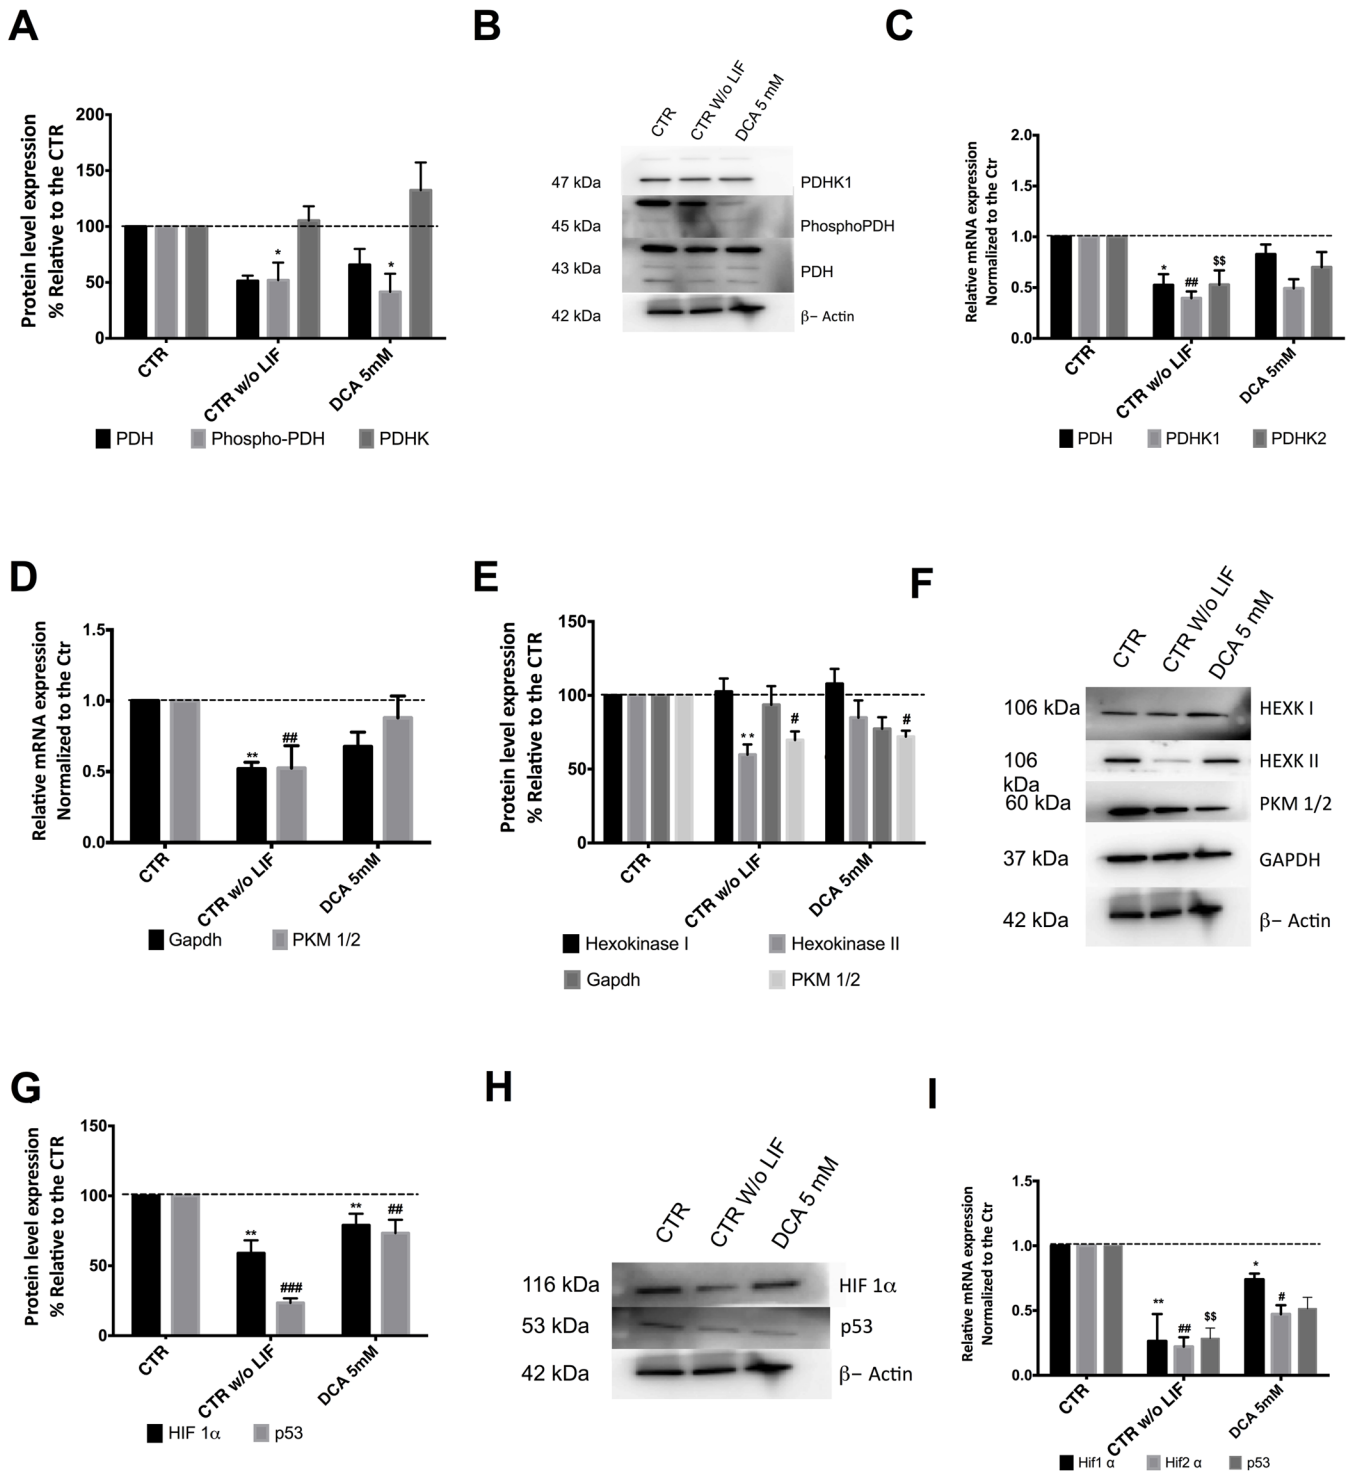 A
Protein level expression
% Relative to the CTR
200
150
100
50
0
*
*
CTR
CTR w/o LIF
DCA 5mM
PDH
Phospho-PDH
PDHK
B
CTR
CTR W/o LIF
DCA 5 mM
47 kDa
PDHK1
45 kDa
PhosphoPDH
43 kDa
PDH
42 kDa
β– Actin
C
Relative mRNA expression
Normalized to the Ctr
2.0
1.5
1.0
0.5
0.0
*
##
$$
CTR
CTR w/o LIF
DCA 5mM
PDH
PDHK1
PDHK2
D
Relative mRNA expression
Normalized to the Ctr
1.5
1.0
0.5
0.0
**
##
CTR
CTR w/o LIF
DCA 5mM
Gapdh
PKM 1/2
E
Protein level expression
% Relative to the CTR
150
100
50
0
**
#
#
CTR
CTR w/o LIF
DCA 5mM
Hexokinase I
Hexokinase II
Gapdh
PKM 1/2
F
CTR
CTR W/o LIF
DCA 5 mM
106 kDa
HEXK I
106
kDa
HEXK II
60 kDa
PKM 1/2
37 kDa
GAPDH
42 kDa
β– Actin
G
Protein level expression
% Relative to the CTR
150
100
50
0
**
###
**
##
CTR
CTR w/o LIF
DCA 5mM
HIF 1α
p53
H
CTR
CTR W/o LIF
DCA 5 mM
116 kDa
HIF 1α
53 kDa
p53
42 kDa
β– Actin
I
Relative mRNA expression
Normalized to the Ctr
1.5
1.0
0.5
0.0
**
##
$$
*
#
CTR
CTR w/o LIF
DCA 5mM
Hif1 α
Hif2 α
p53